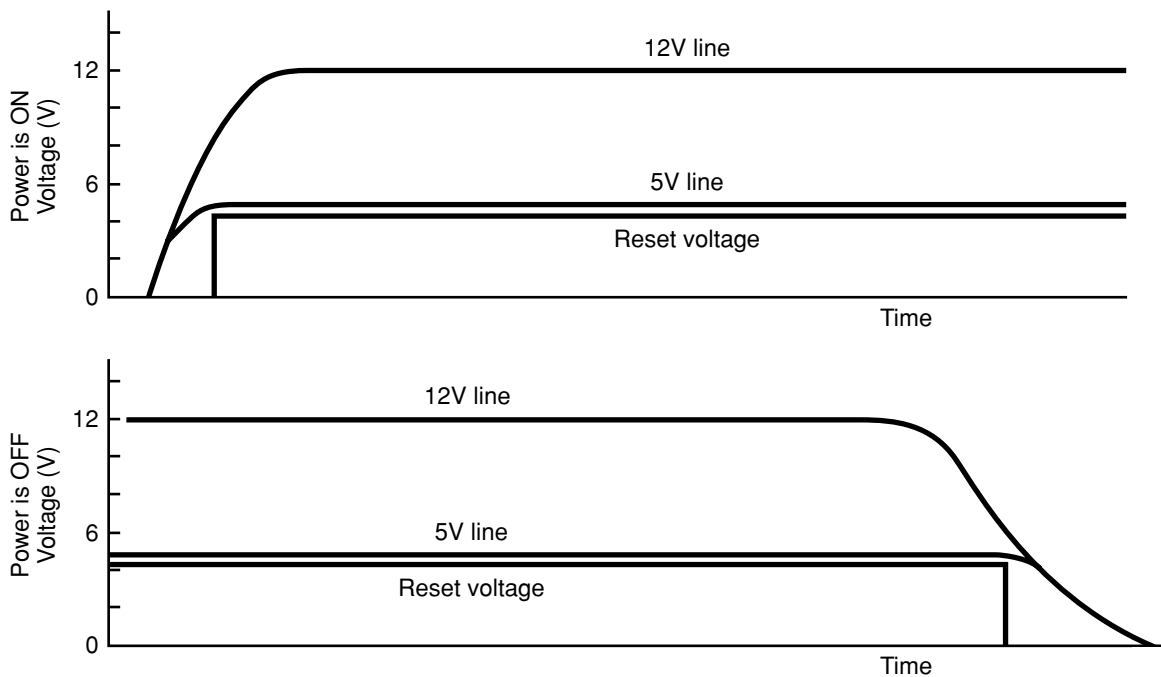 Power is ON
Voltage (V)
12
6
0
12V line
5V line
Reset voltage
Time
Power is OFF
Voltage (V)
12
6
0
12V line
5V line
Reset voltage
Time